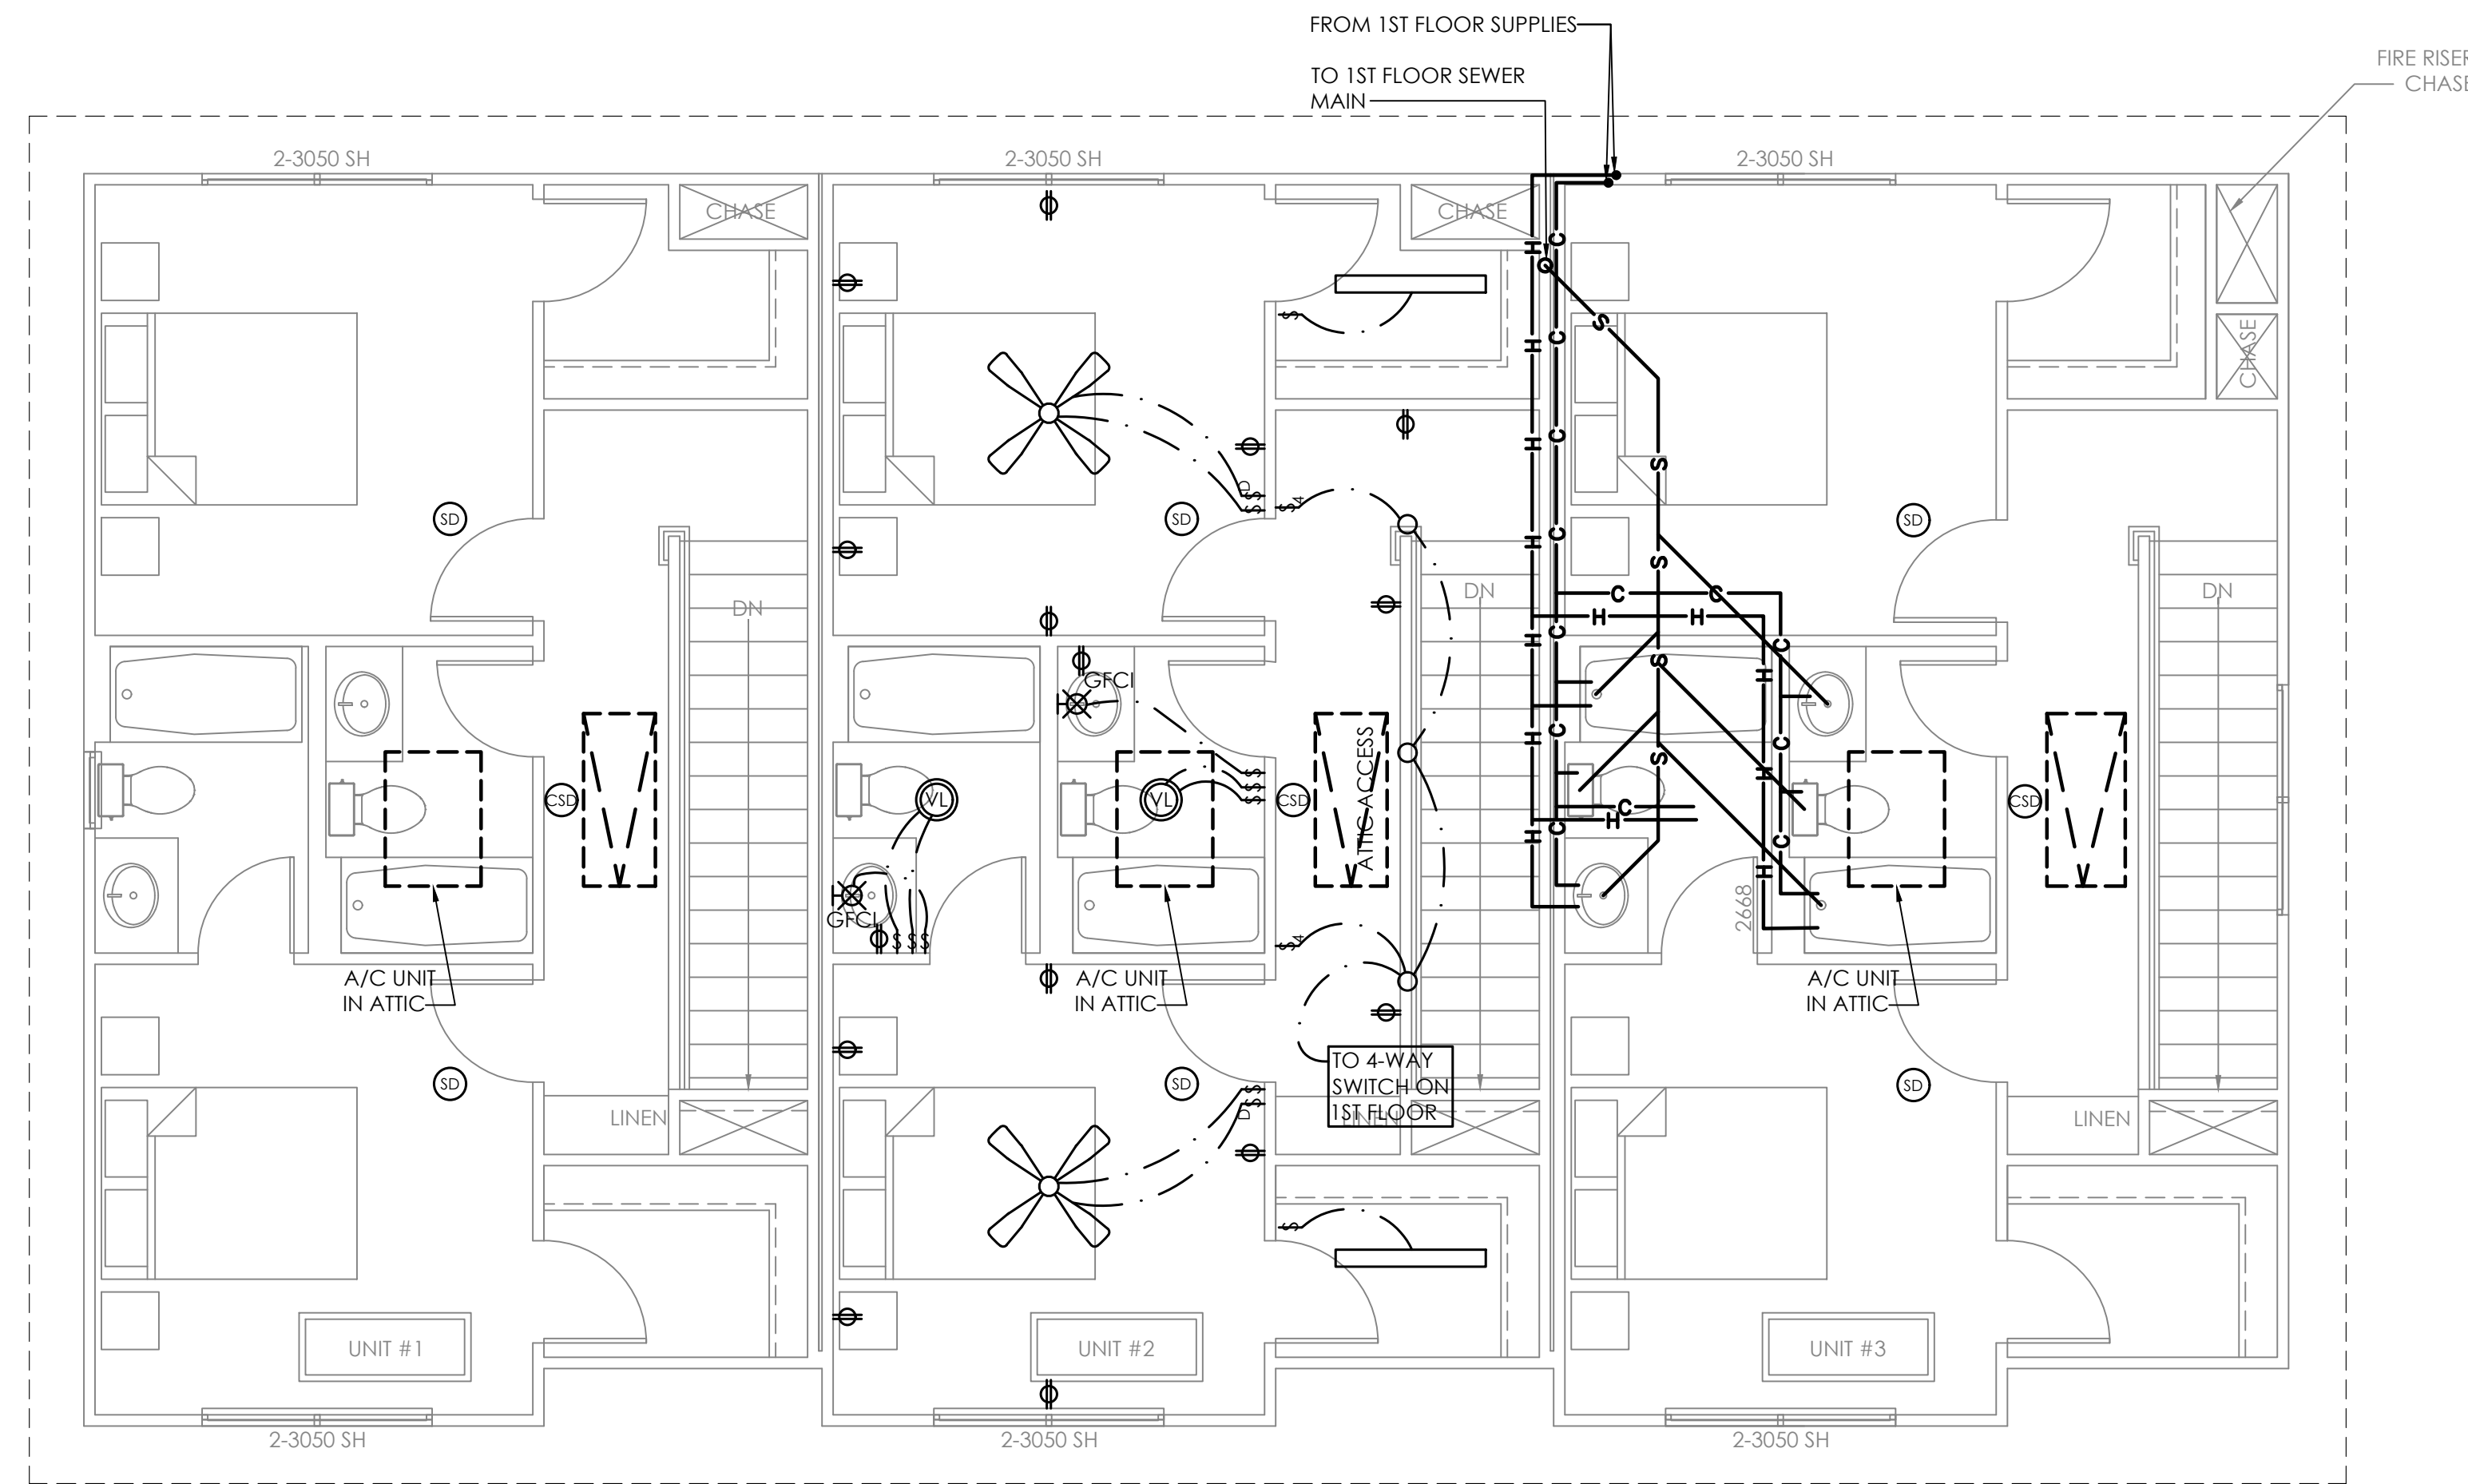 FROM 1ST FLOOR SUPPLIES
TO 1ST FLOOR SEWER
MAIN
FIRE RISER
CHASE
2-3050 SH
2-3050 SH
2-3050 SH
CHASE
CHASE
CHASE
H
C
S
S
H
C
D
H
C
S
SD
S
S
SD
S4
SD
H
C
S
DN
DN
DN
C
C
H
H
H
C
S
C
H
GFCI
H
C
S
C
ATTIC ACCESS
S
S
S
H
CSD
VL
VL
CSD
CSD
C
H
H
C
C
H
GFCI
S
S
S
S4
2668
A/C UNIT
IN ATTIC
A/C UNIT
IN ATTIC
A/C UNIT
IN ATTIC
TO 4-WAY
SWITCH ON
1ST FLOOR
SD
SD
SD
S
S
D
LINEN
LINEN
LINEN
S
UNIT #1
UNIT #2
UNIT #3
2-3050 SH
2-3050 SH
2-3050 SH